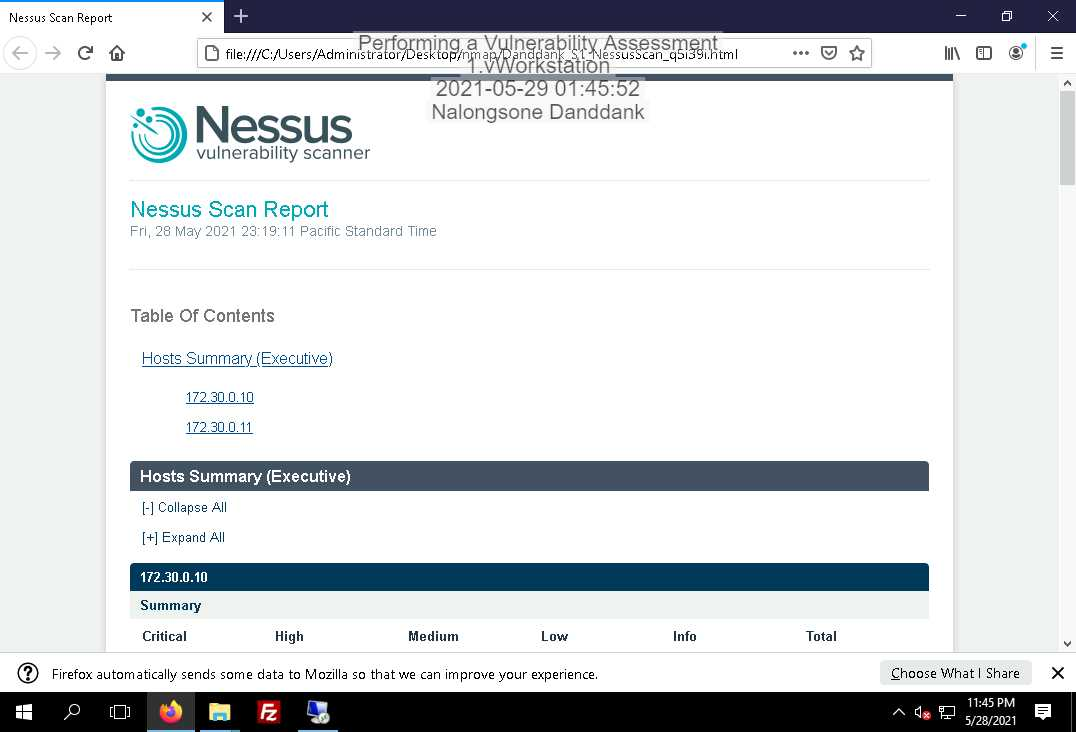 Nessus Scan Report
Performing a Vulnerability Assessment
file:///C:/Users/Administrator/Desktop/nmap/Danddank_S1_NessusScan_q5i39i.html
1.vWorkstation
2021-05-29 01:45:52
Nalongsone Danddank
Nessus
vulnerability scanner
Nessus Scan Report
Fri, 28 May 2021 23:19:11 Pacific Standard Time
Table Of Contents
Hosts Summary (Executive)
172.30.0.10
172.30.0.11
Hosts Summary (Executive)
[-] Collapse All
[+] Expand All
172.30.0.10
Summary
Critical High Medium Low Info Total
Firefox automatically sends some data to Mozilla so that we can improve your experience. Choose What I Share
11:45 PM
5/28/2021